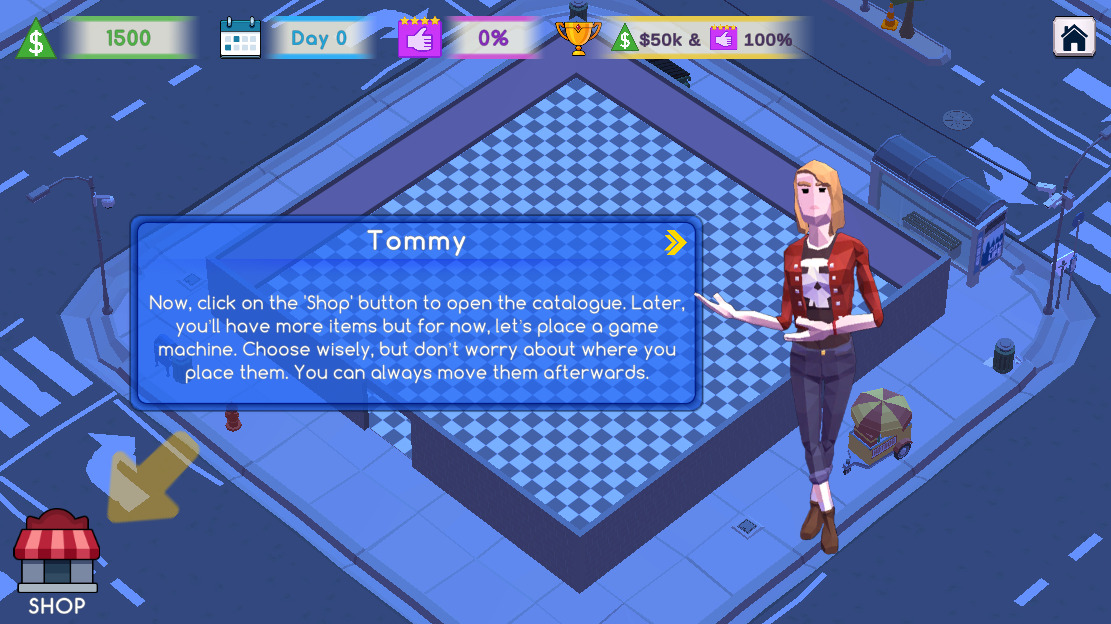 1500
Day 0
0%
$50k & 100%
Tommy
Now, click on the 'Shop' button to open the catalogue. Later,
you'll have more items but for now, let's place a game
machine. Choose wisely, but don't worry about where you
place them. You can always move them afterwards.
SHOP